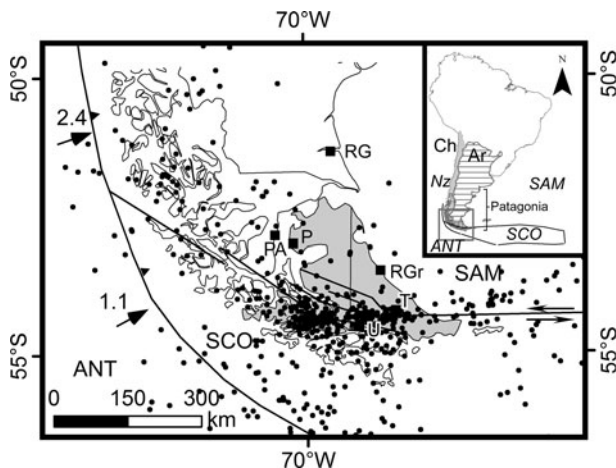 70°W
50°S
50°S
2.4
RG
N
Ch
Ar
Nz
SAM
Patagonia
ANT
SCO
PA
P
RGr
SAM
T
1.1
U
SCO
55°S
55°S
ANT
0 150 300
km
70°W